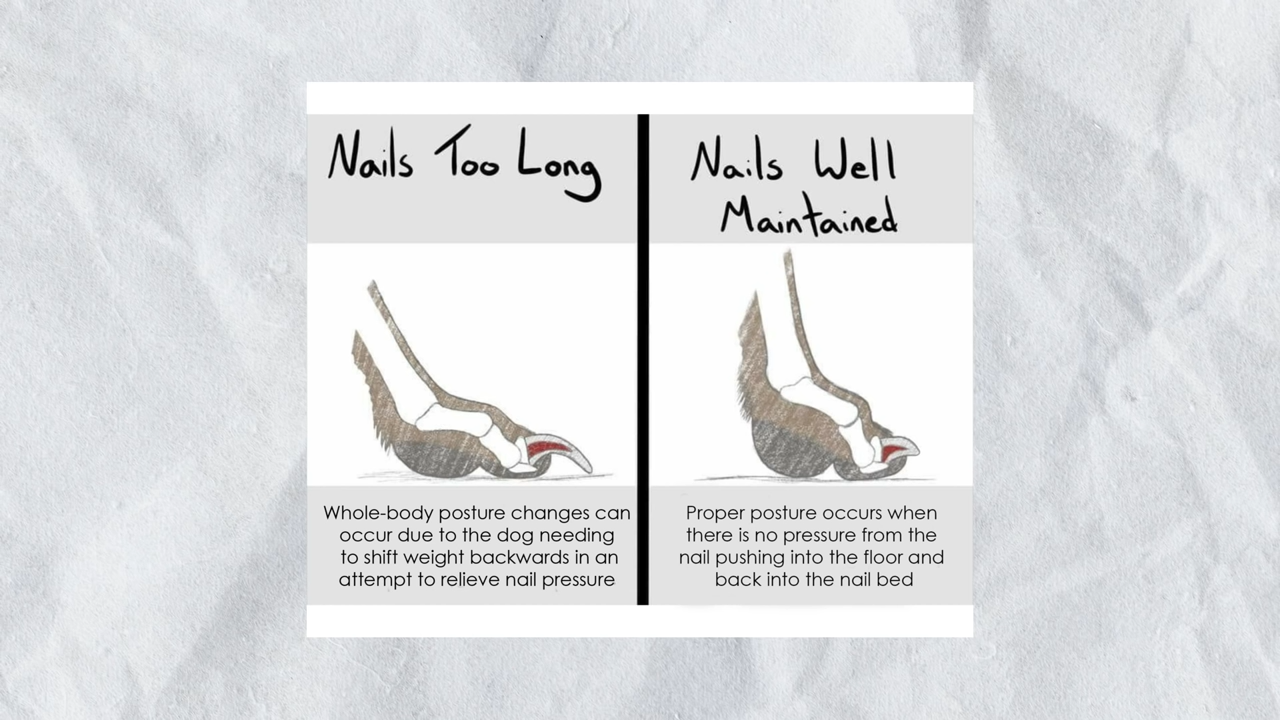 Nails Too Long
Whole-body posture changes can
occur due to the dog needing
to shift weight backwards in an
attempt to relieve nail pressure
Nails Well
Maintained
Proper posture occurs when
there is no pressure from the
nail pushing into the floor and
back into the nail bed